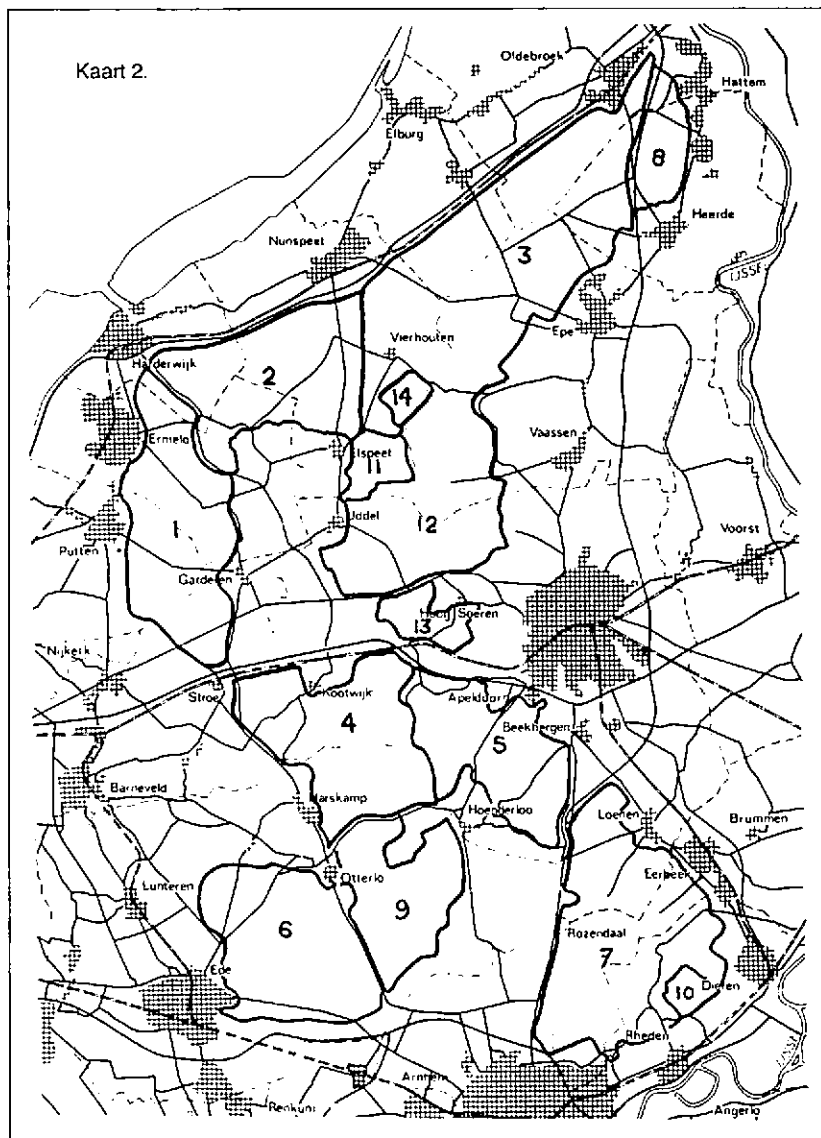 Kaart 2.
Oldebroek
Hattem
Elburg
8
Nunspeet
Heerde
3
IJSSEL
Epe
Harderwijk
Vierhouten
2
14
Ermelo
Elspeet
11
Vaassen
1
Uddel
12
Voorst
Putten
Garderen
Hoog Soeren
13
Nijkerk
Stroe
Kootwijk
Apeldoorn
4
Beekbergen
5
Barneveld
Harskamp
Hoenderloo
Loenen
Brummen
Lunteren
Otterlo
Eerbeek
6
9
Rozendaal
7
Ede
10
Dieren
Rheden
Arnhem
Renkum
Angerlo